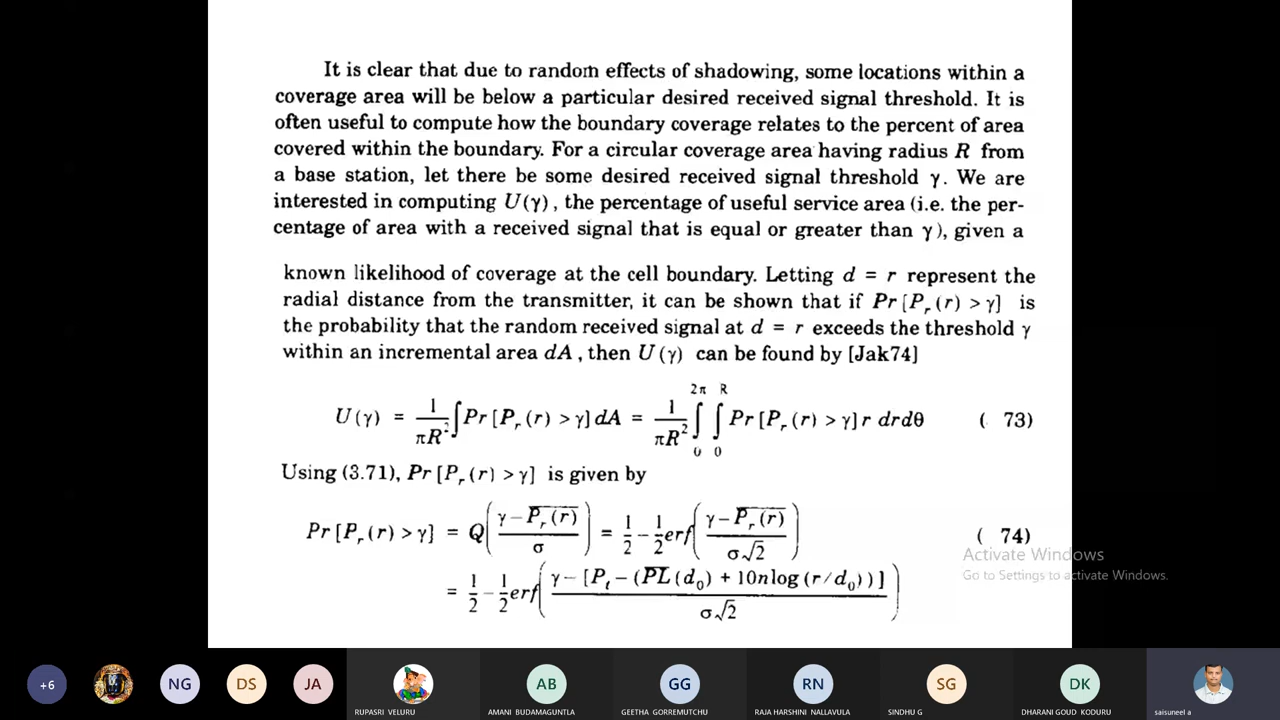 It is clear that due to random effects of shadowing, some locations within a
coverage area will be below a particular desired received signal threshold. It is
often useful to compute how the boundary coverage relates to the percent of area
covered within the boundary. For a circular coverage area having radius R from
a base station, let there be some desired received signal threshold γ. We are
interested in computing U(γ), the percentage of useful service area (i.e. the per-
centage of area with a received signal that is equal or greater than γ), given a
known likelihood of coverage at the cell boundary. Letting d = r represent the
radial distance from the transmitter, it can be shown that if Pr[P_r(r) > γ] is
the probability that the random received signal at d = r exceeds the threshold γ
within an incremental area dA, then U(γ) can be found by [Jak74]
U(γ) = 1/πR² ∫ Pr[P_r(r) > γ] dA = 1/πR² ∫₀^2π ∫₀^R Pr[P_r(r) > γ] r dr dθ ( 73)
Using (3.71), Pr[P_r(r) > γ] is given by
Pr[P_r(r) > γ] = Q((γ − P̅_r̅(̅r̅)̅)/σ) = 1/2 − 1/2 erf((γ − P̅_r̅(̅r̅)̅)/(σ√2)) ( 74)
= 1/2 − 1/2 erf((γ − [P_t − (P̅L̅(d₀) + 10n log(r/d₀))])/(σ√2))
Activate Windows
Go to Settings to activate Windows.
+6
NG
DS
JA
AB
GG
RN
SG
DK
RUPASRI VELURU
AMANI BUDAMAGUNTLA
GEETHA GORREMUTCHU
RAJA HARSHINI NALLAVULA
SINDHU G
DHARANI GOUD KODURU
saisuneel a